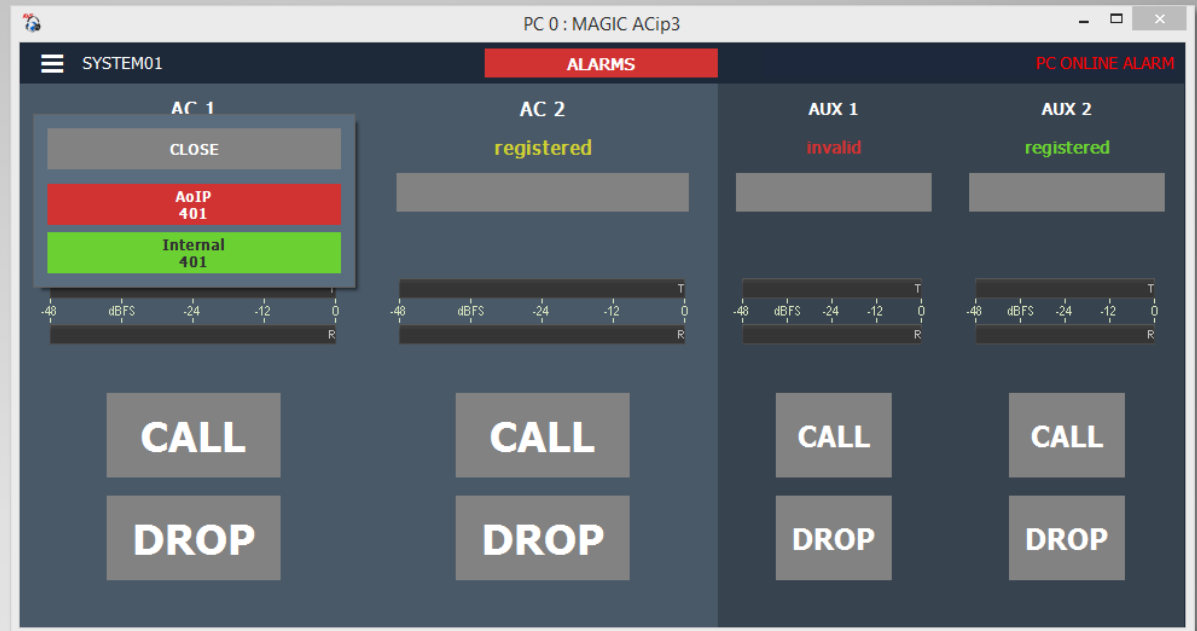 PC 0 : MAGIC ACip3
SYSTEM01
ALARMS
PC ONLINE ALARM
AC 1
CLOSE
AoIP
401
Internal
401
AC 2
registered
AUX 1
invalid
AUX 2
registered
T
-48 dBFS -24 -12 0
R
T
-48 dBFS -24 -12 0
R
T
-48 dBFS -24 -12 0
R
T
-48 dBFS -24 -12 0
R
CALL
CALL
CALL
CALL
DROP
DROP
DROP
DROP